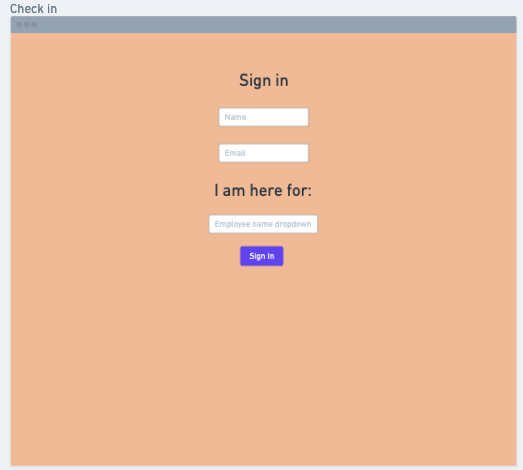 Check in
Sign in
Name
Email
I am here for:
Employee name dropdown
Sign In